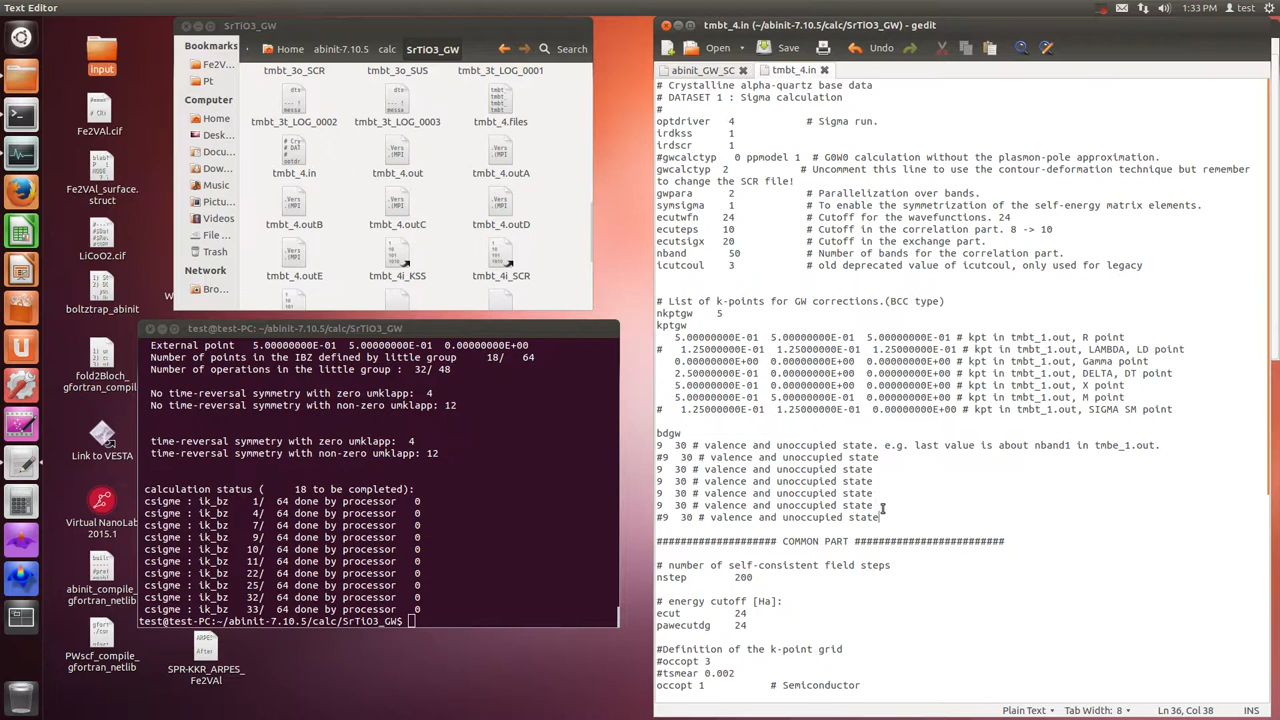 Text Editor
1:33 PM
test
input
Fe2VAl.cif
Fe2VAl_surface.
struct
LiCoO2.cif
boltztrap_abinit
fold2Bloch_
gfortran_compil
Link to VESTA
Virtual NanoLab
2015.1
abinit_compile_
gfortran_netlib
PWscf_compile_
gfortran_netlib
SPR-KKR_ARPES_
Fe2VAl
SrTiO3_GW
Bookmarks
Fe2V…
Pt
Computer
Home
Desk…
Docu…
Dow…
Music
Pictu…
Videos
File …
Trash
Network
Bro…
Home
abinit-7.10.5
calc
SrTiO3_GW
Search
tmbt_3o_SCR
tmbt_3o_SUS
tmbt_3t_LOG_0001
tmbt_3t_LOG_0002
tmbt_3t_LOG_0003
tmbt_4.files
tmbt_4.in
tmbt_4.out
tmbt_4.outA
tmbt_4.outB
tmbt_4.outC
tmbt_4.outD
tmbt_4.outE
tmbt_4i_KSS
tmbt_4i_SCR
test@test-PC: ~/abinit-7.10.5/calc/SrTiO3_GW
External point 5.00000000E-01 5.00000000E-01 0.00000000E+00
Number of points in the IBZ defined by little group 18/ 64
Number of operations in the little group : 32/ 48
No time-reversal symmetry with zero umklapp: 4
No time-reversal symmetry with non-zero umklapp: 12
time-reversal symmetry with zero umklapp: 4
time-reversal symmetry with non-zero umklapp: 12
calculation status ( 18 to be completed):
csigme : ik_bz 1/ 64 done by processor 0
csigme : ik_bz 4/ 64 done by processor 0
csigme : ik_bz 7/ 64 done by processor 0
csigme : ik_bz 9/ 64 done by processor 0
csigme : ik_bz 10/ 64 done by processor 0
csigme : ik_bz 11/ 64 done by processor 0
csigme : ik_bz 22/ 64 done by processor 0
csigme : ik_bz 25/ 64 done by processor 0
csigme : ik_bz 32/ 64 done by processor 0
csigme : ik_bz 33/ 64 done by processor 0
test@test-PC:~/abinit-7.10.5/calc/SrTiO3_GW$
tmbt_4.in (~/abinit-7.10.5/calc/SrTiO3_GW) - gedit
Open
Save
Undo
abinit_GW_SC
tmbt_4.in
# Crystalline alpha-quartz base data
# DATASET 1 : Sigma calculation
#
optdriver 4 # Sigma run.
irdkss 1
irdscr 1
#gwcalctyp 0 ppmodel 1 # G0W0 calculation without the plasmon-pole approximation.
gwcalctyp 2 # Uncomment this line to use the contour-deformation technique but remember
to change the SCR file!
gwpara 2 # Parallelization over bands.
symsigma 1 # To enable the symmetrization of the self-energy matrix elements.
ecutwfn 24 # Cutoff for the wavefunctions. 24
ecuteps 10 # Cutoff in the correlation part. 8 -> 10
ecutsigx 20 # Cutoff in the exchange part.
nband 50 # Number of bands for the correlation part.
icutcoul 3 # old deprecated value of icutcoul, only used for legacy
# List of k-points for GW corrections.(BCC type)
nkptgw 5
kptgw
5.00000000E-01 5.00000000E-01 5.00000000E-01 # kpt in tmbt_1.out, R point
# 1.25000000E-01 1.25000000E-01 1.25000000E-01 # kpt in tmbt_1.out, LAMBDA, LD point
0.00000000E+00 0.00000000E+00 0.00000000E+00 # kpt in tmbt_1.out, Gamma point
2.50000000E-01 0.00000000E+00 0.00000000E+00 # kpt in tmbt_1.out, DELTA, DT point
5.00000000E-01 0.00000000E+00 0.00000000E+00 # kpt in tmbt_1.out, X point
5.00000000E-01 5.00000000E-01 0.00000000E+00 # kpt in tmbt_1.out, M point
# 1.25000000E-01 1.25000000E-01 0.00000000E+00 # kpt in tmbt_1.out, SIGMA SM point
bdgw
9 30 # valence and unoccupied state. e.g. last value is about nband1 in tmbe_1.out.
#9 30 # valence and unoccupied state
9 30 # valence and unoccupied state
9 30 # valence and unoccupied state
9 30 # valence and unoccupied state
9 30 # valence and unoccupied state
#9 30 # valence and unoccupied state
#################### COMMON PART #########################
# number of self-consistent field steps
nstep 200
# energy cutoff [Ha]:
ecut 24
pawecutdg 24
#Definition of the k-point grid
#occopt 3
#tsmear 0.002
occopt 1 # Semiconductor
Plain Text
Tab Width: 8
Ln 36, Col 38
INS